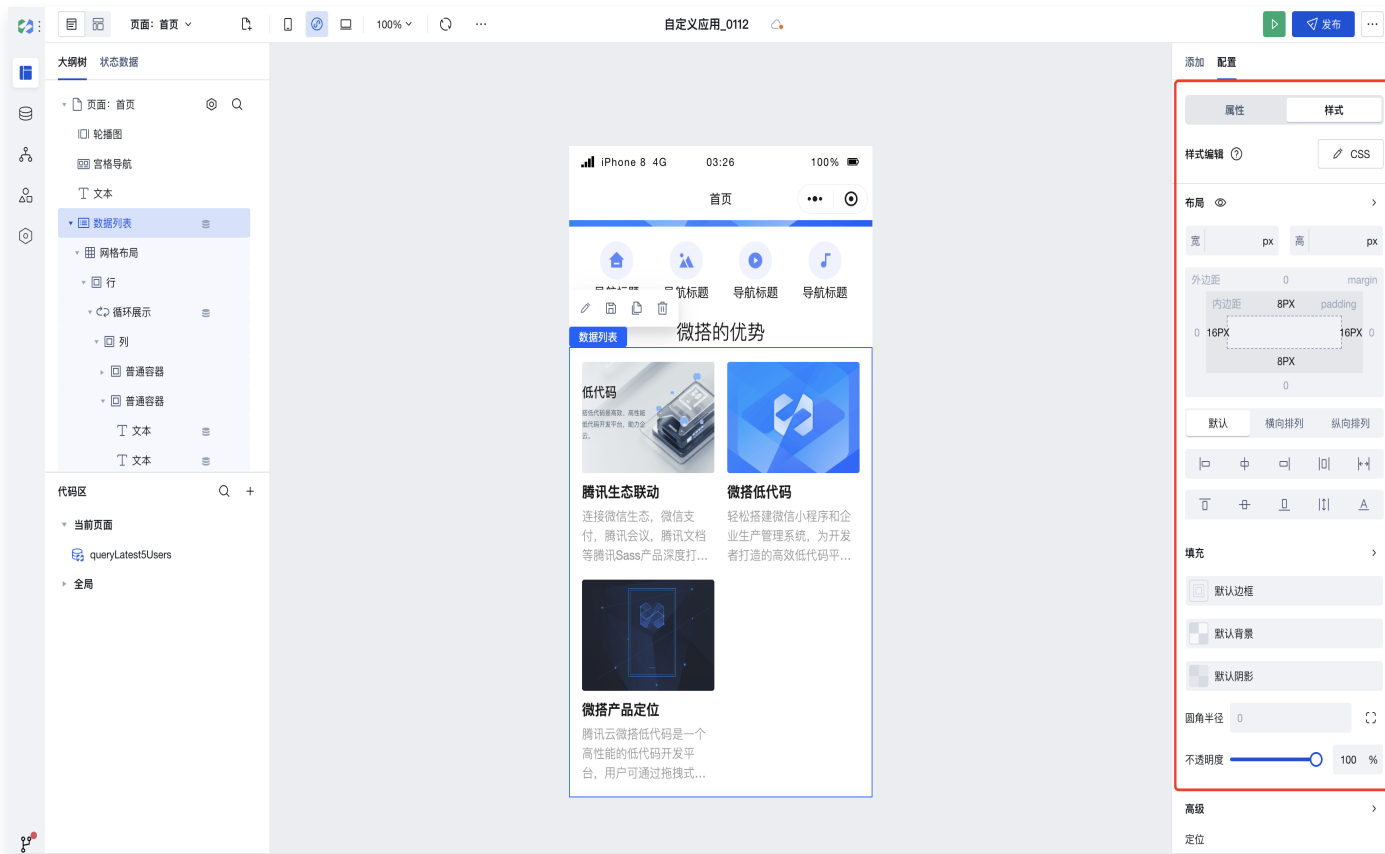 页面：首页
100%
自定义应用_0112
发布
大纲树 状态数据
页面：首页
轮播图
宫格导航
文本
数据列表
网格布局
行
循环展示
列
普通容器
普通容器
文本
文本
代码区
当前页面
queryLatest5Users
全局
iPhone 8 4G 03:26 100%
首页
导航标题 导航标题 导航标题
数据列表
微搭的优势
低代码
腾讯生态联动
连接微信生态，微信支
付，腾讯会议，腾讯文档
等腾讯Sass产品深度打...
微搭低代码
轻松搭建微信小程序和企
业生产管理系统，为开发
者打造的高效低代码平...
微搭产品定位
腾讯云微搭低代码是一个
高性能的低代码开发平
台，用户可通过拖拽式...
添加 配置
属性 样式
样式编辑 CSS
布局
宽 px 高 px
外边距 0 margin
内边距 8PX padding
0 16PX 16PX 0
8PX
0
默认 横向排列 纵向排列
填充
默认边框
默认背景
默认阴影
圆角半径 0
不透明度 100 %
高级
定位